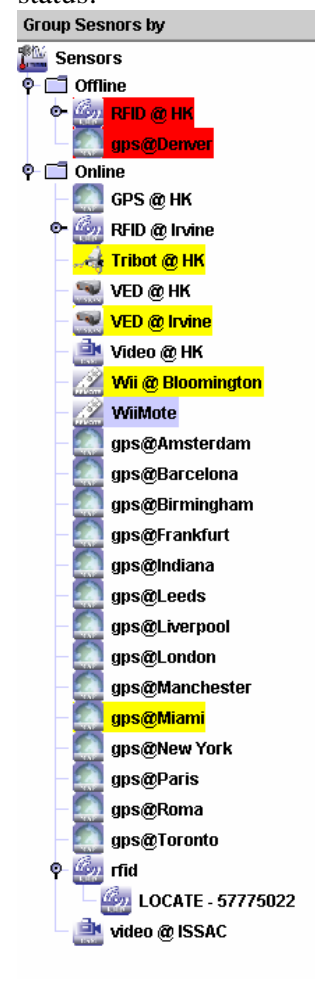 status.
Group Sesnors by
Sensors
Offline
RFID @ HK
gps@Denver
Online
GPS @ HK
RFID @ Irvine
Tribot @ HK
VED @ HK
VED @ Irvine
Video @ HK
Wii @ Bloomington
WiiMote
gps@Amsterdam
gps@Barcelona
gps@Birmingham
gps@Frankfurt
gps@Indiana
gps@Leeds
gps@Liverpool
gps@London
gps@Manchester
gps@Miami
gps@New York
gps@Paris
gps@Roma
gps@Toronto
rfid
LOCATE - 57775022
video @ ISSAC